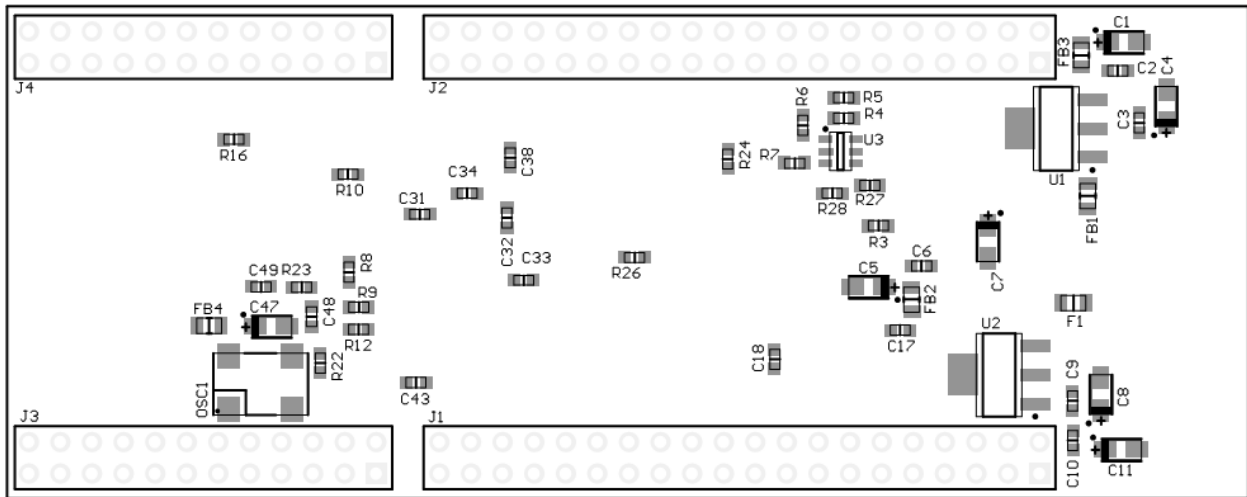 C1
FB3
C2
C4
J4
J2
R6
R5
R4
C3
U3
R16
C38
R24
R7
C34
R10
U1
R27
R28
C31
FB1
C32
R3
C7
C6
R8
C33
R26
C49
R23
C5
FB2
R9
FB4
C47
C48
F1
R12
C17
U2
R22
C18
C9
C8
OSC1
C43
J3
J1
C10
C11